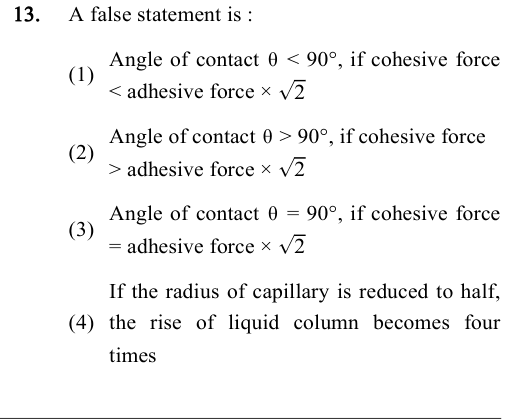 13. A false statement is :
(1) Angle of contact θ < 90°, if cohesive force
< adhesive force × √2
(2) Angle of contact θ > 90°, if cohesive force
> adhesive force × √2
(3) Angle of contact θ = 90°, if cohesive force
= adhesive force × √2
If the radius of capillary is reduced to half,
(4) the rise of liquid column becomes four
times